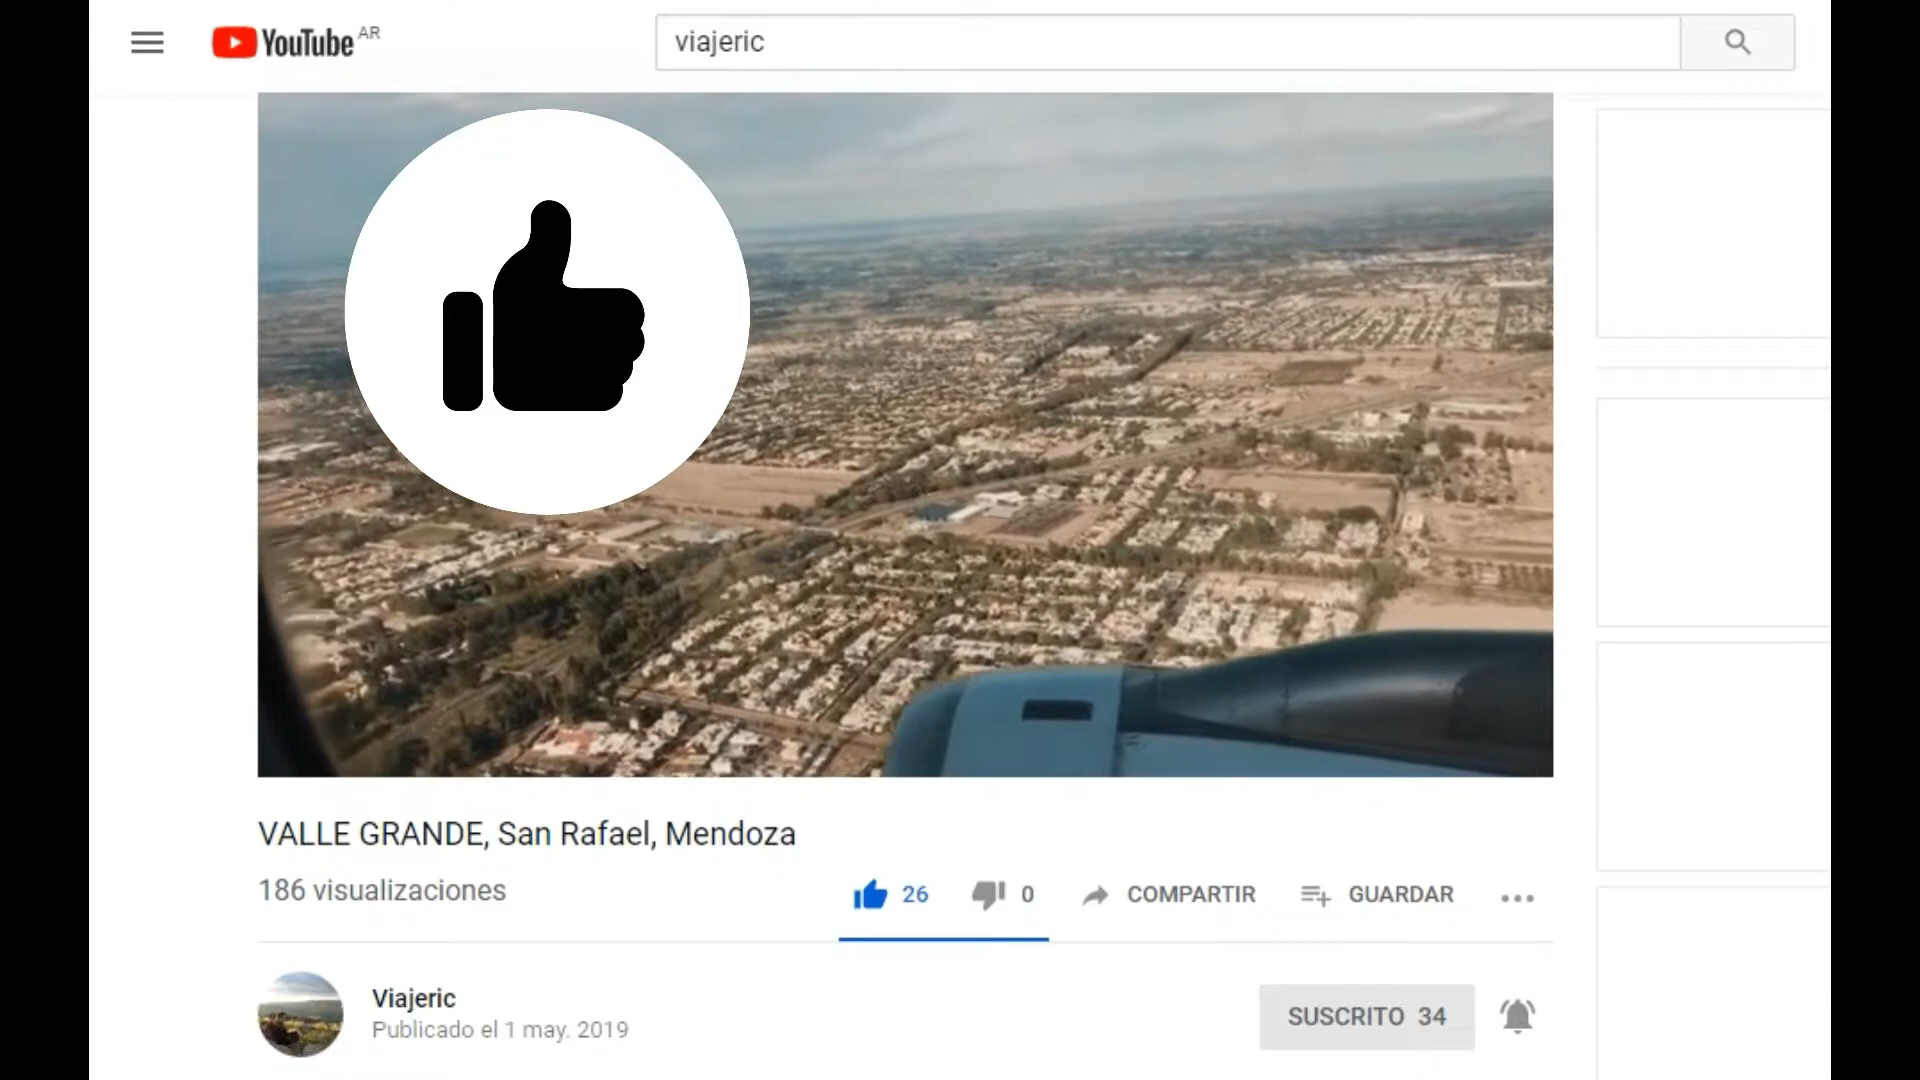 YouTube AR
viajeric
VALLE GRANDE, San Rafael, Mendoza
186 visualizaciones
26 0 COMPARTIR GUARDAR
Viajeric
Publicado el 1 may. 2019
SUSCRITO 34